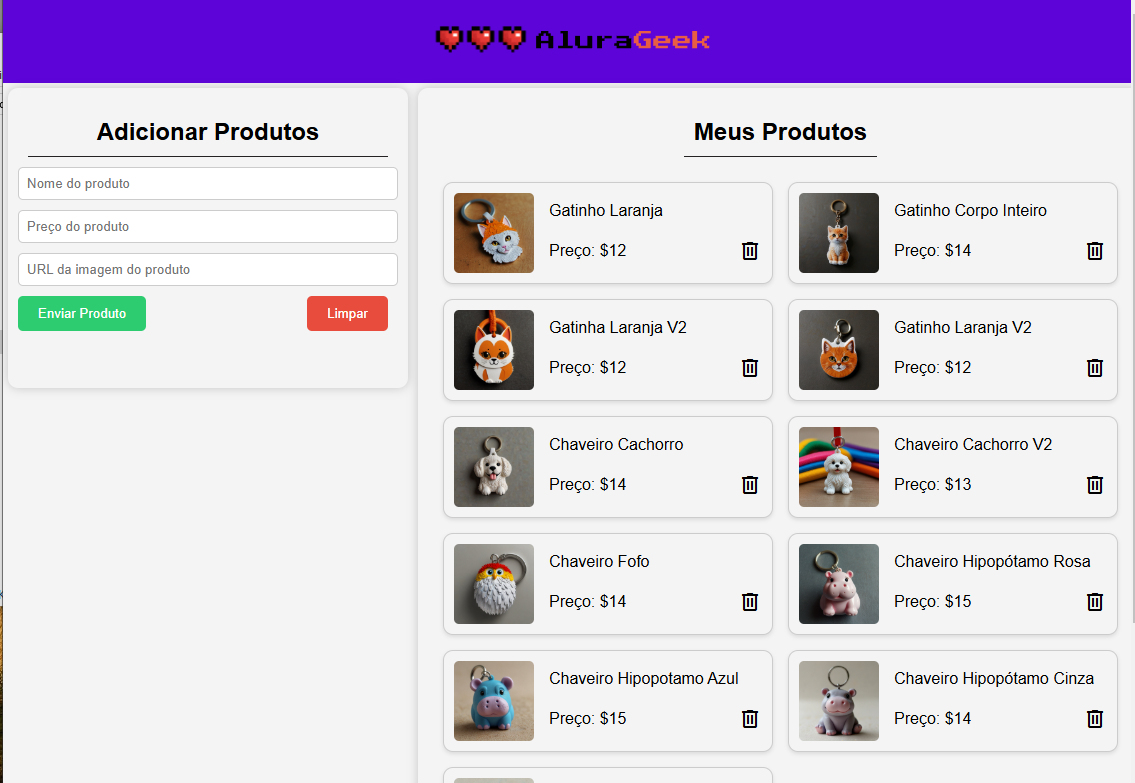 AluraGeek
Adicionar Produtos
Nome do produto
Preço do produto
URL da imagem do produto
Enviar Produto
Limpar
Meus Produtos
Gatinho Laranja
Preço: $12
Gatinho Corpo Inteiro
Preço: $14
Gatinha Laranja V2
Preço: $12
Gatinho Laranja V2
Preço: $12
Chaveiro Cachorro
Preço: $14
Chaveiro Cachorro V2
Preço: $13
Chaveiro Fofo
Preço: $14
Chaveiro Hipopótamo Rosa
Preço: $15
Chaveiro Hipopotamo Azul
Preço: $15
Chaveiro Hipopótamo Cinza
Preço: $14